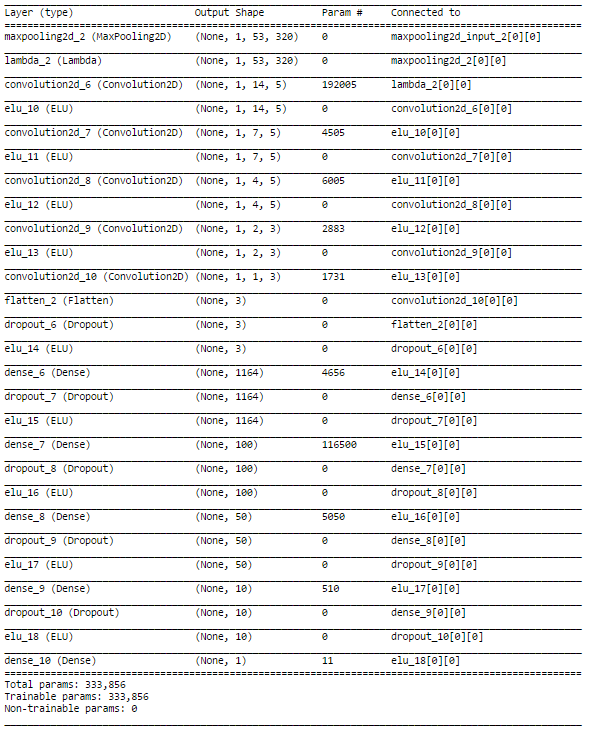 Layer (type) Output Shape Param # Connected to
maxpooling2d_2 (MaxPooling2D) (None, 1, 53, 320) 0 maxpooling2d_input_2[0][0]
lambda_2 (Lambda) (None, 1, 53, 320) 0 maxpooling2d_2[0][0]
convolution2d_6 (Convolution2D) (None, 1, 14, 5) 192005 lambda_2[0][0]
elu_10 (ELU) (None, 1, 14, 5) 0 convolution2d_6[0][0]
convolution2d_7 (Convolution2D) (None, 1, 7, 5) 4505 elu_10[0][0]
elu_11 (ELU) (None, 1, 7, 5) 0 convolution2d_7[0][0]
convolution2d_8 (Convolution2D) (None, 1, 4, 5) 6005 elu_11[0][0]
elu_12 (ELU) (None, 1, 4, 5) 0 convolution2d_8[0][0]
convolution2d_9 (Convolution2D) (None, 1, 2, 3) 2883 elu_12[0][0]
elu_13 (ELU) (None, 1, 2, 3) 0 convolution2d_9[0][0]
convolution2d_10 (Convolution2D) (None, 1, 1, 3) 1731 elu_13[0][0]
flatten_2 (Flatten) (None, 3) 0 convolution2d_10[0][0]
dropout_6 (Dropout) (None, 3) 0 flatten_2[0][0]
elu_14 (ELU) (None, 3) 0 dropout_6[0][0]
dense_6 (Dense) (None, 1164) 4656 elu_14[0][0]
dropout_7 (Dropout) (None, 1164) 0 dense_6[0][0]
elu_15 (ELU) (None, 1164) 0 dropout_7[0][0]
dense_7 (Dense) (None, 100) 116500 elu_15[0][0]
dropout_8 (Dropout) (None, 100) 0 dense_7[0][0]
elu_16 (ELU) (None, 100) 0 dropout_8[0][0]
dense_8 (Dense) (None, 50) 5050 elu_16[0][0]
dropout_9 (Dropout) (None, 50) 0 dense_8[0][0]
elu_17 (ELU) (None, 50) 0 dropout_9[0][0]
dense_9 (Dense) (None, 10) 510 elu_17[0][0]
dropout_10 (Dropout) (None, 10) 0 dense_9[0][0]
elu_18 (ELU) (None, 10) 0 dropout_10[0][0]
dense_10 (Dense) (None, 1) 11 elu_18[0][0]
Total params: 333,856
Trainable params: 333,856
Non-trainable params: 0